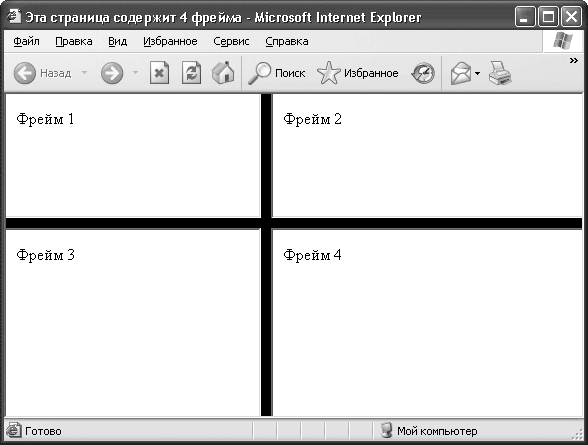 Эта страница содержит 4 фрейма - Microsoft Internet Explorer
Файл Правка Вид Избранное Сервис Справка
Назад Поиск Избранное »
Фрейм 1 Фрейм 2
Фрейм 3 Фрейм 4
Готово Мой компьютер